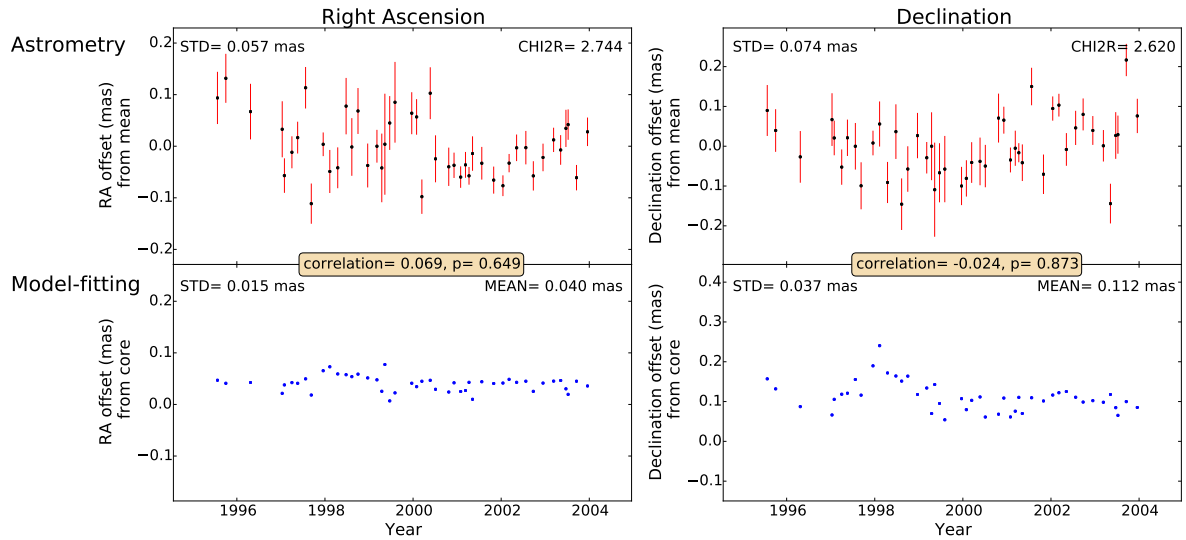 Right Ascension
Declination
Astrometry
STD= 0.057 mas
CHI2R= 2.744
STD= 0.074 mas
CHI2R= 2.620
RA offset (mas)
from mean
0.2
0.1
0.0
−0.1
−0.2
Declination offset (mas)
from mean
0.2
0.1
0.0
−0.1
−0.2
correlation= 0.069, p= 0.649
correlation= -0.024, p= 0.873
Model-fitting
STD= 0.015 mas
MEAN= 0.040 mas
STD= 0.037 mas
MEAN= 0.112 mas
RA offset (mas)
from core
0.2
0.1
0.0
−0.1
Declination offset (mas)
from core
0.4
0.3
0.2
0.1
0.0
−0.1
1996 1998 2000 2002 2004
Year
1996 1998 2000 2002 2004
Year